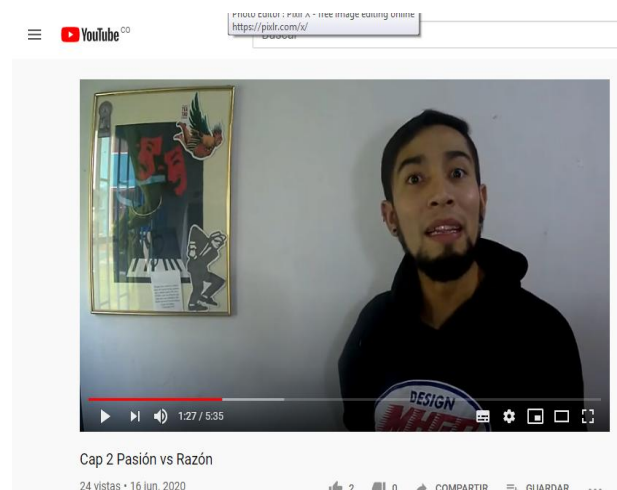 Photo Editor : Pixlr X - free image editing online
https://pixlr.com/x/
YouTube CO
Buscar
DESIGN
1:27 / 5:35
Cap 2 Pasión vs Razón
24 vistas • 16 jun. 2020
2
0
COMPARTIR
GUARDAR